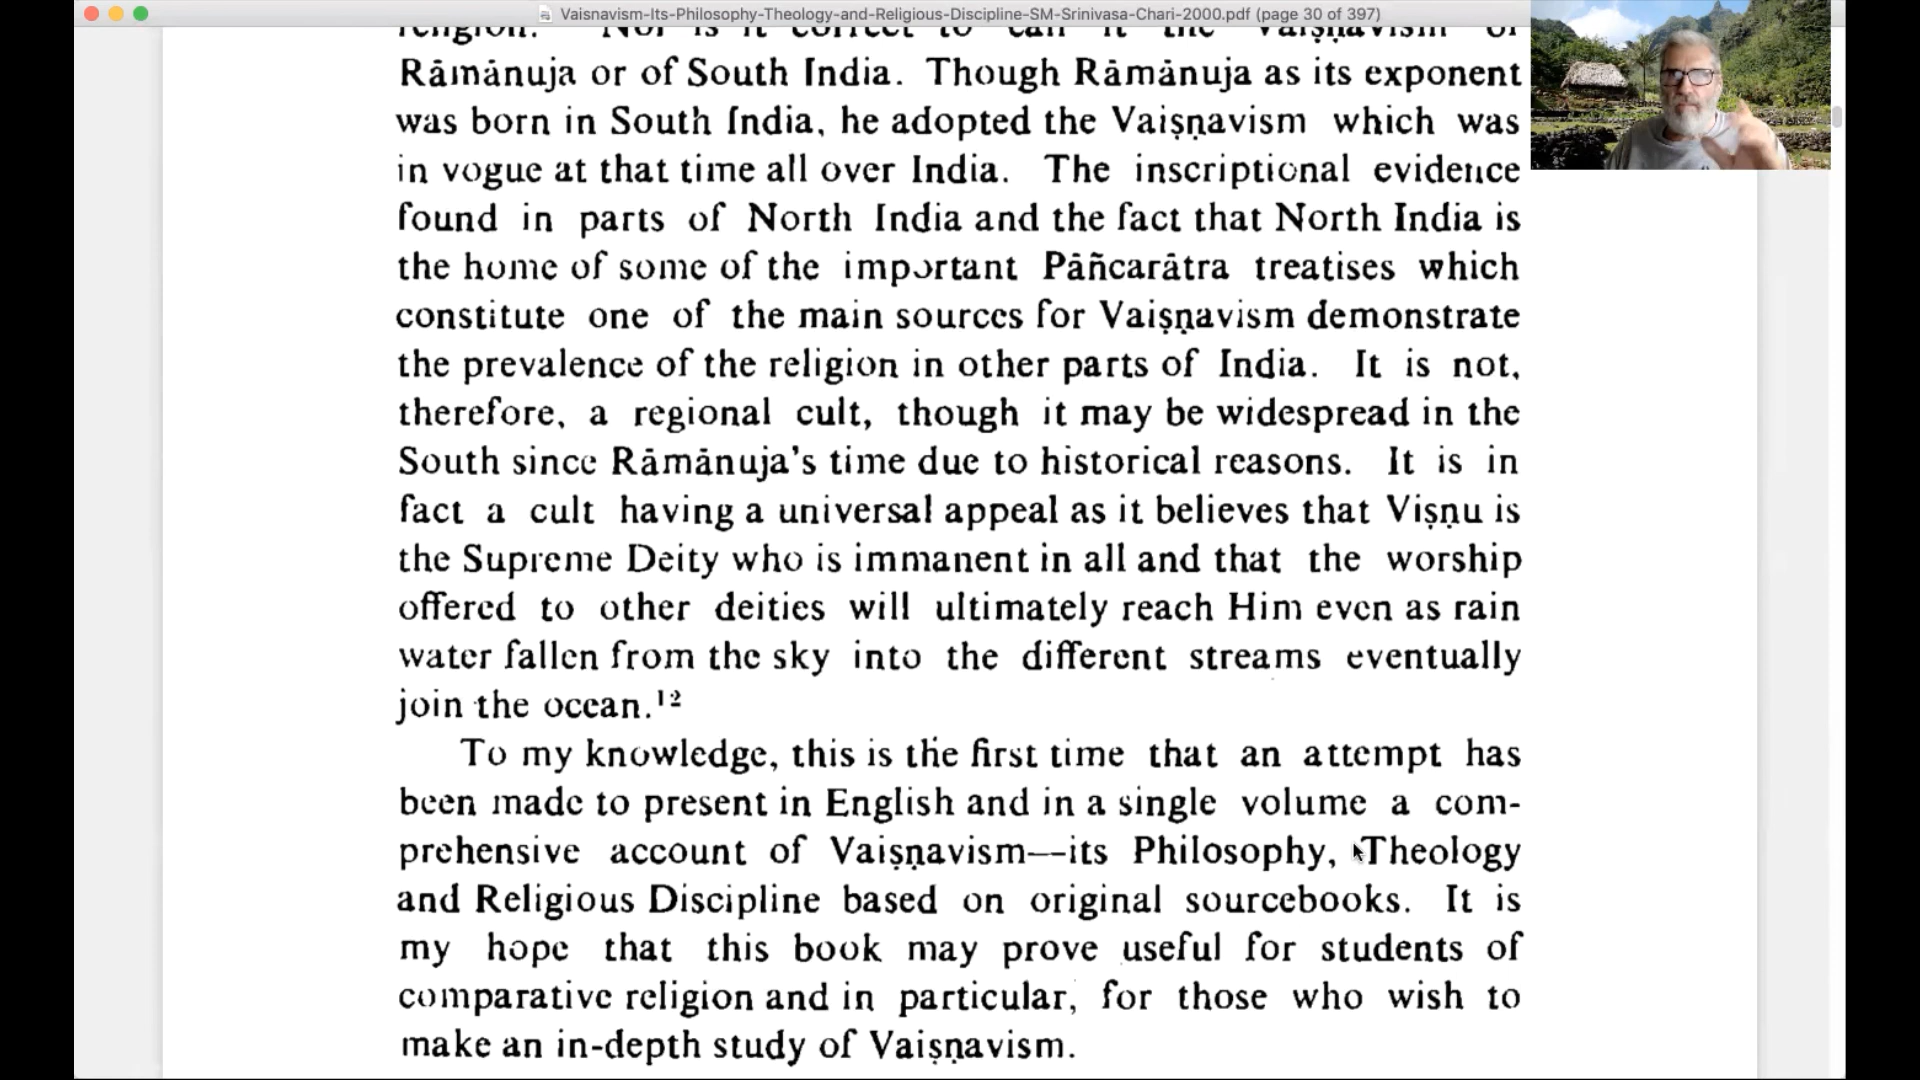 Vaisnavism-Its-Philosophy-Theology-and-Religious-Discipline-SM-Srinivasa-Chari-2000.pdf (page 30 of 397)
religion. Nor is it correct to call it the Vaiṣṇavism of
Rāmānuja or of South India. Though Rāmānuja as its exponent
was born in South India, he adopted the Vaiṣṇavism which was
in vogue at that time all over India. The inscriptional evidence
found in parts of North India and the fact that North India is
the home of some of the important Pāñcarātra treatises which
constitute one of the main sources for Vaiṣṇavism demonstrate
the prevalence of the religion in other parts of India. It is not,
therefore, a regional cult, though it may be widespread in the
South since Rāmānuja's time due to historical reasons. It is in
fact a cult having a universal appeal as it believes that Viṣṇu is
the Supreme Deity who is immanent in all and that the worship
offered to other deities will ultimately reach Him even as rain
water fallen from the sky into the different streams eventually
join the ocean.¹²
To my knowledge, this is the first time that an attempt has
been made to present in English and in a single volume a com-
prehensive account of Vaiṣṇavism—its Philosophy, Theology
and Religious Discipline based on original sourcebooks. It is
my hope that this book may prove useful for students of
comparative religion and in particular, for those who wish to
make an in-depth study of Vaiṣṇavism.